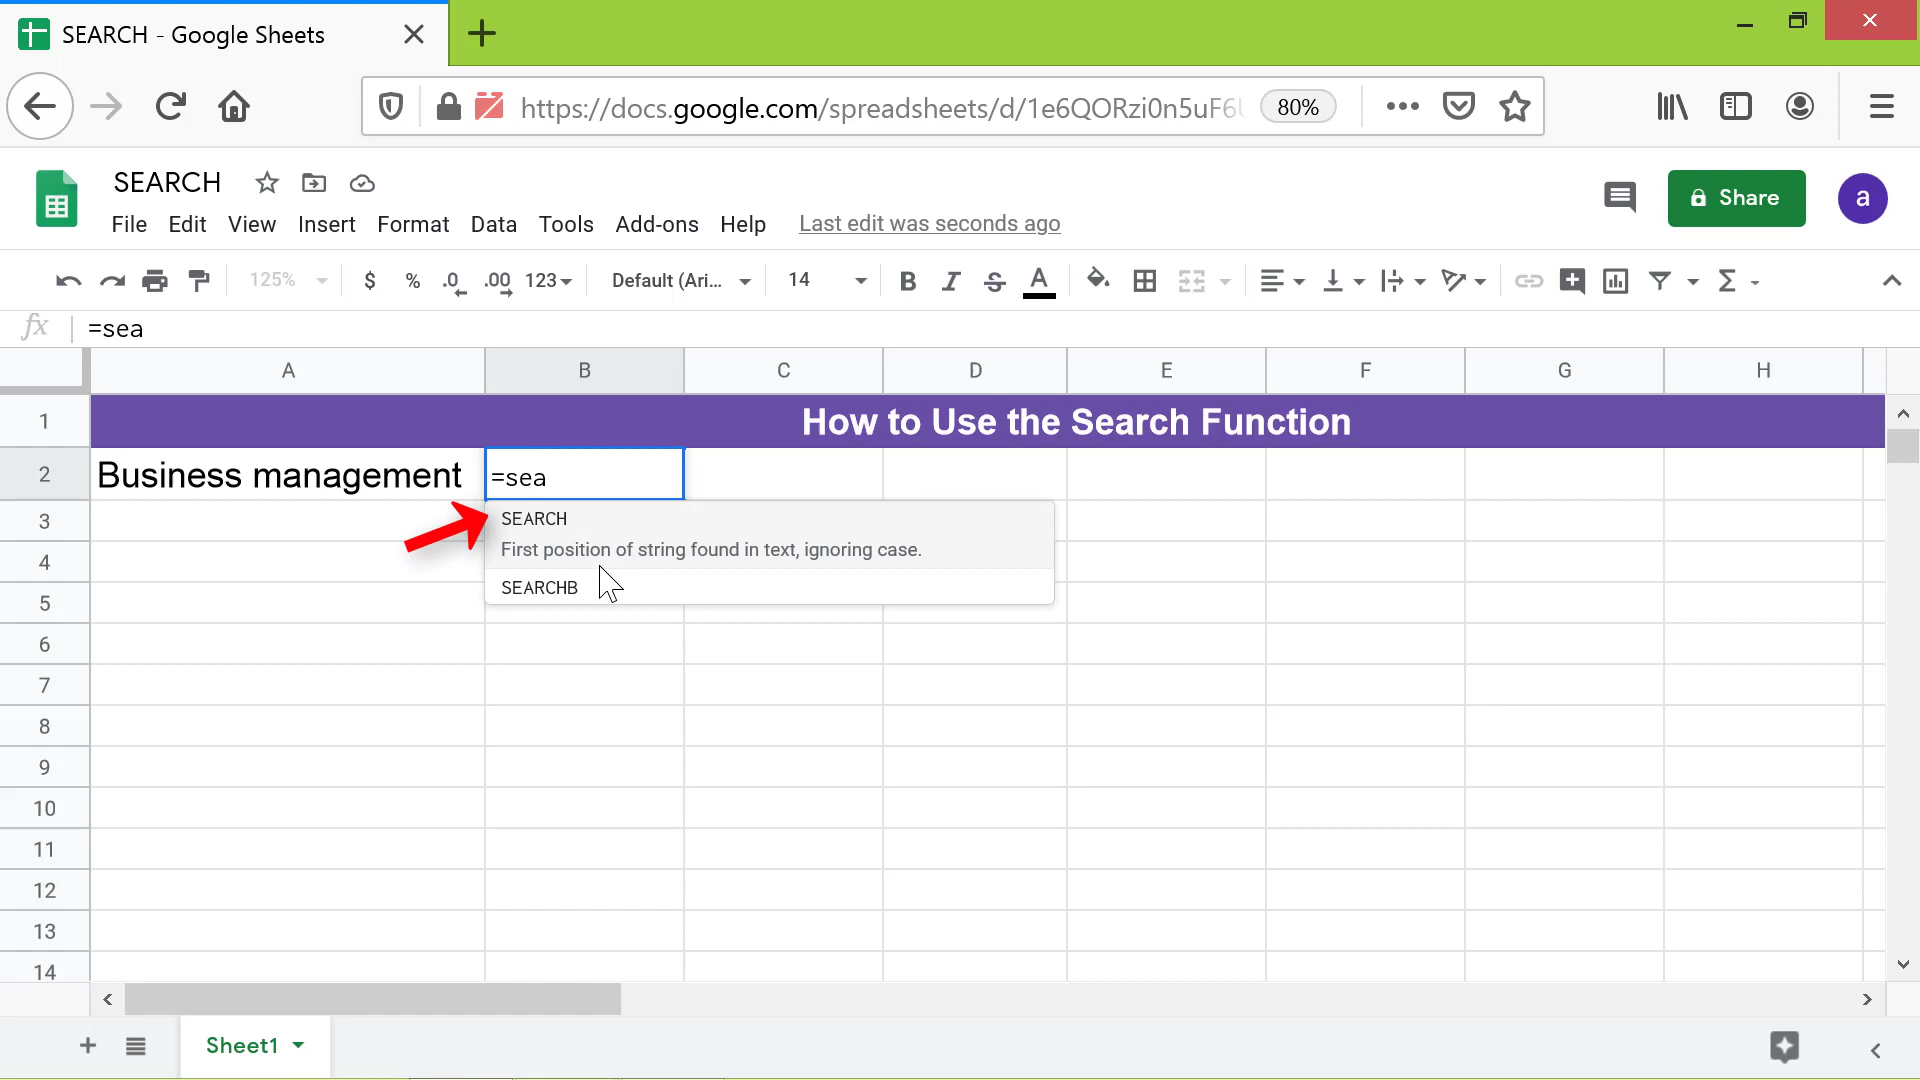 SEARCH - Google Sheets
https://docs.google.com/spreadsheets/d/1e6QORzi0n5uF6
80%
SEARCH
File Edit View Insert Format Data Tools Add-ons Help Last edit was seconds ago
Share
a
125% $ % .0 .00 123 Default (Ari... 14 B I S A Σ
fx =sea
A B C D E F G H
1 How to Use the Search Function
2 Business management =sea
3 SEARCH
First position of string found in text, ignoring case.
4
SEARCHB
5
6
7
8
9
10
11
12
13
14
Sheet1